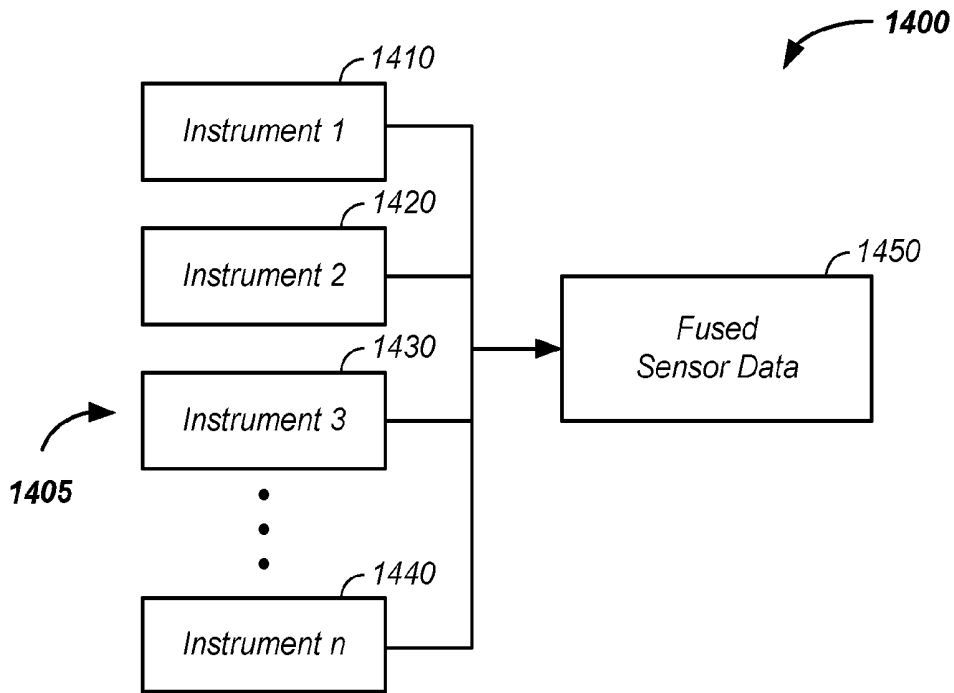 1400
1410
Instrument 1
1420
Instrument 2
1450
Fused
Sensor Data
1430
Instrument 3
1405
1440
Instrument n